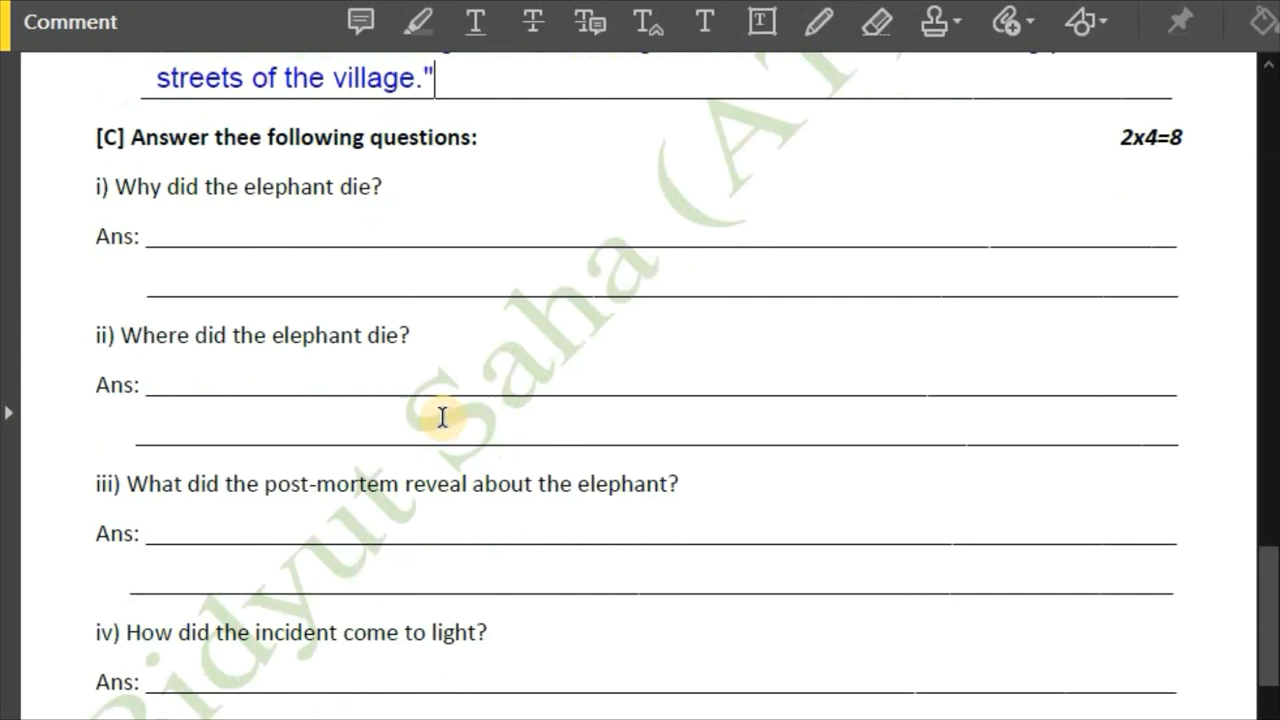 Comment
streets of the village."
[C] Answer thee following questions: 2x4=8
i) Why did the elephant die?
Ans:
ii) Where did the elephant die?
Ans:
iii) What did the post-mortem reveal about the elephant?
Ans:
iv) How did the incident come to light?
Ans:
Bidyut Saha (AT